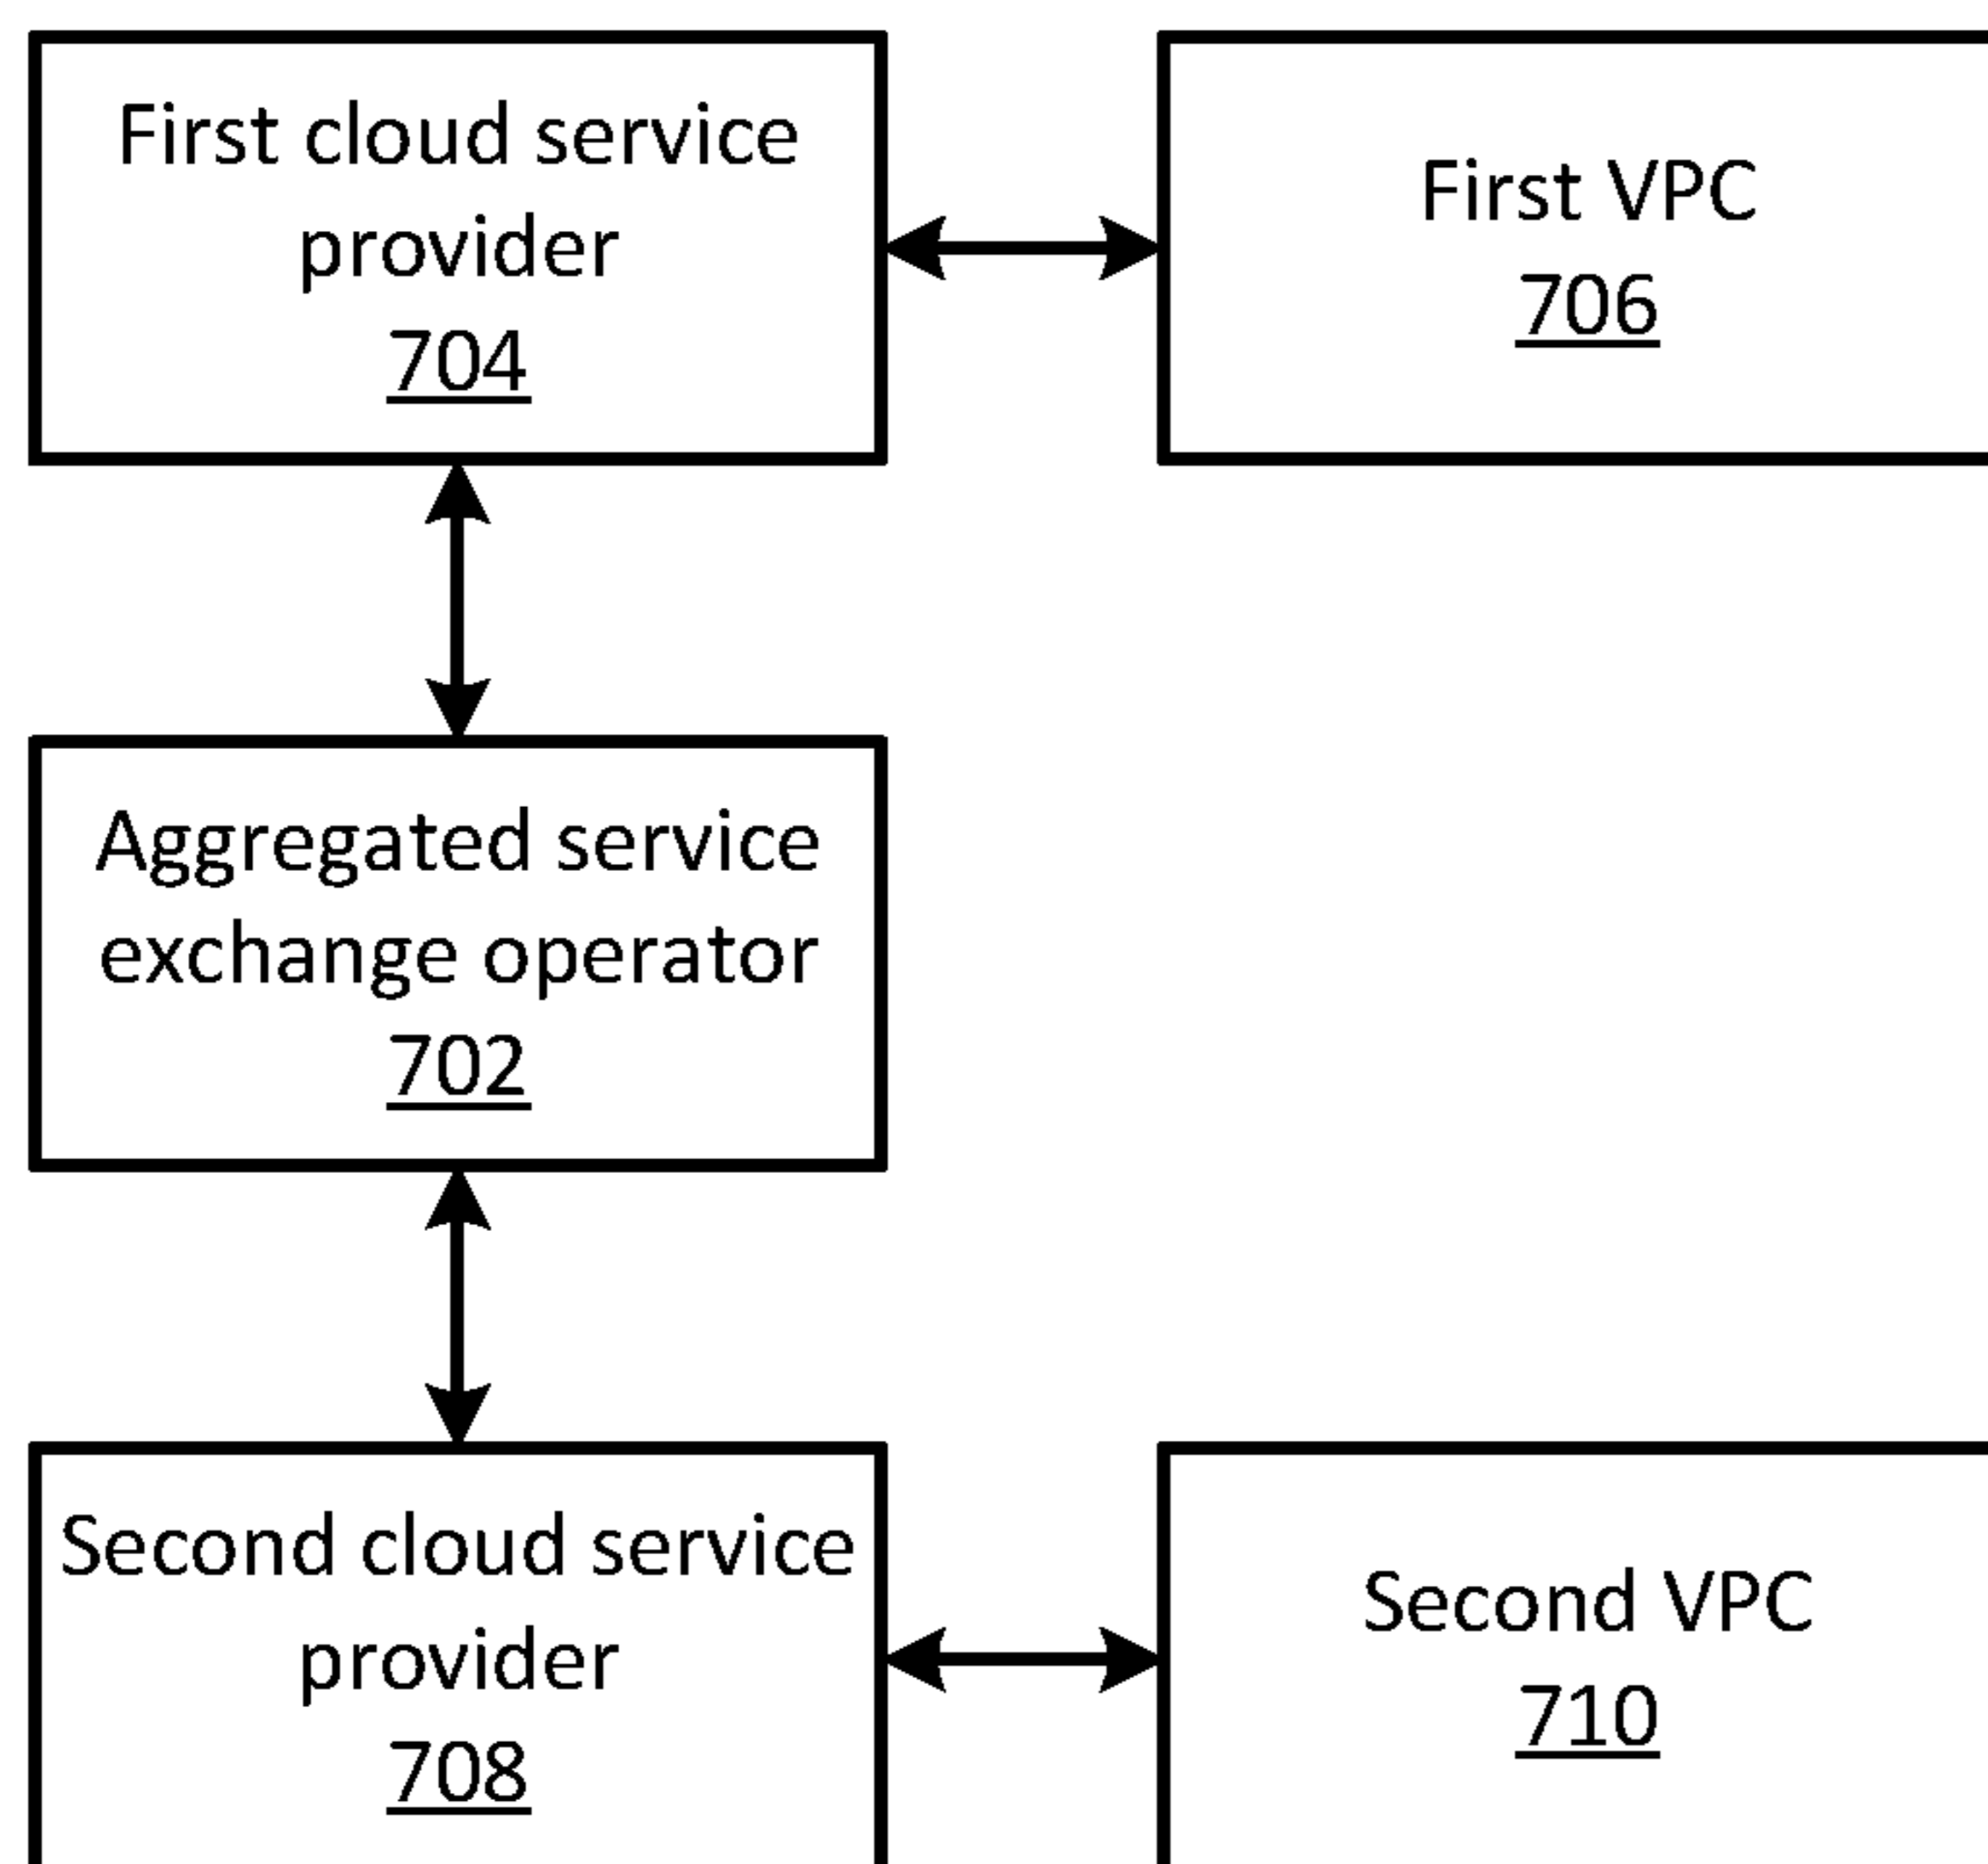 First cloud service
provider
704
First VPC
706
Aggregated service
exchange operator
702
Second cloud service
provider
708
Second VPC
710